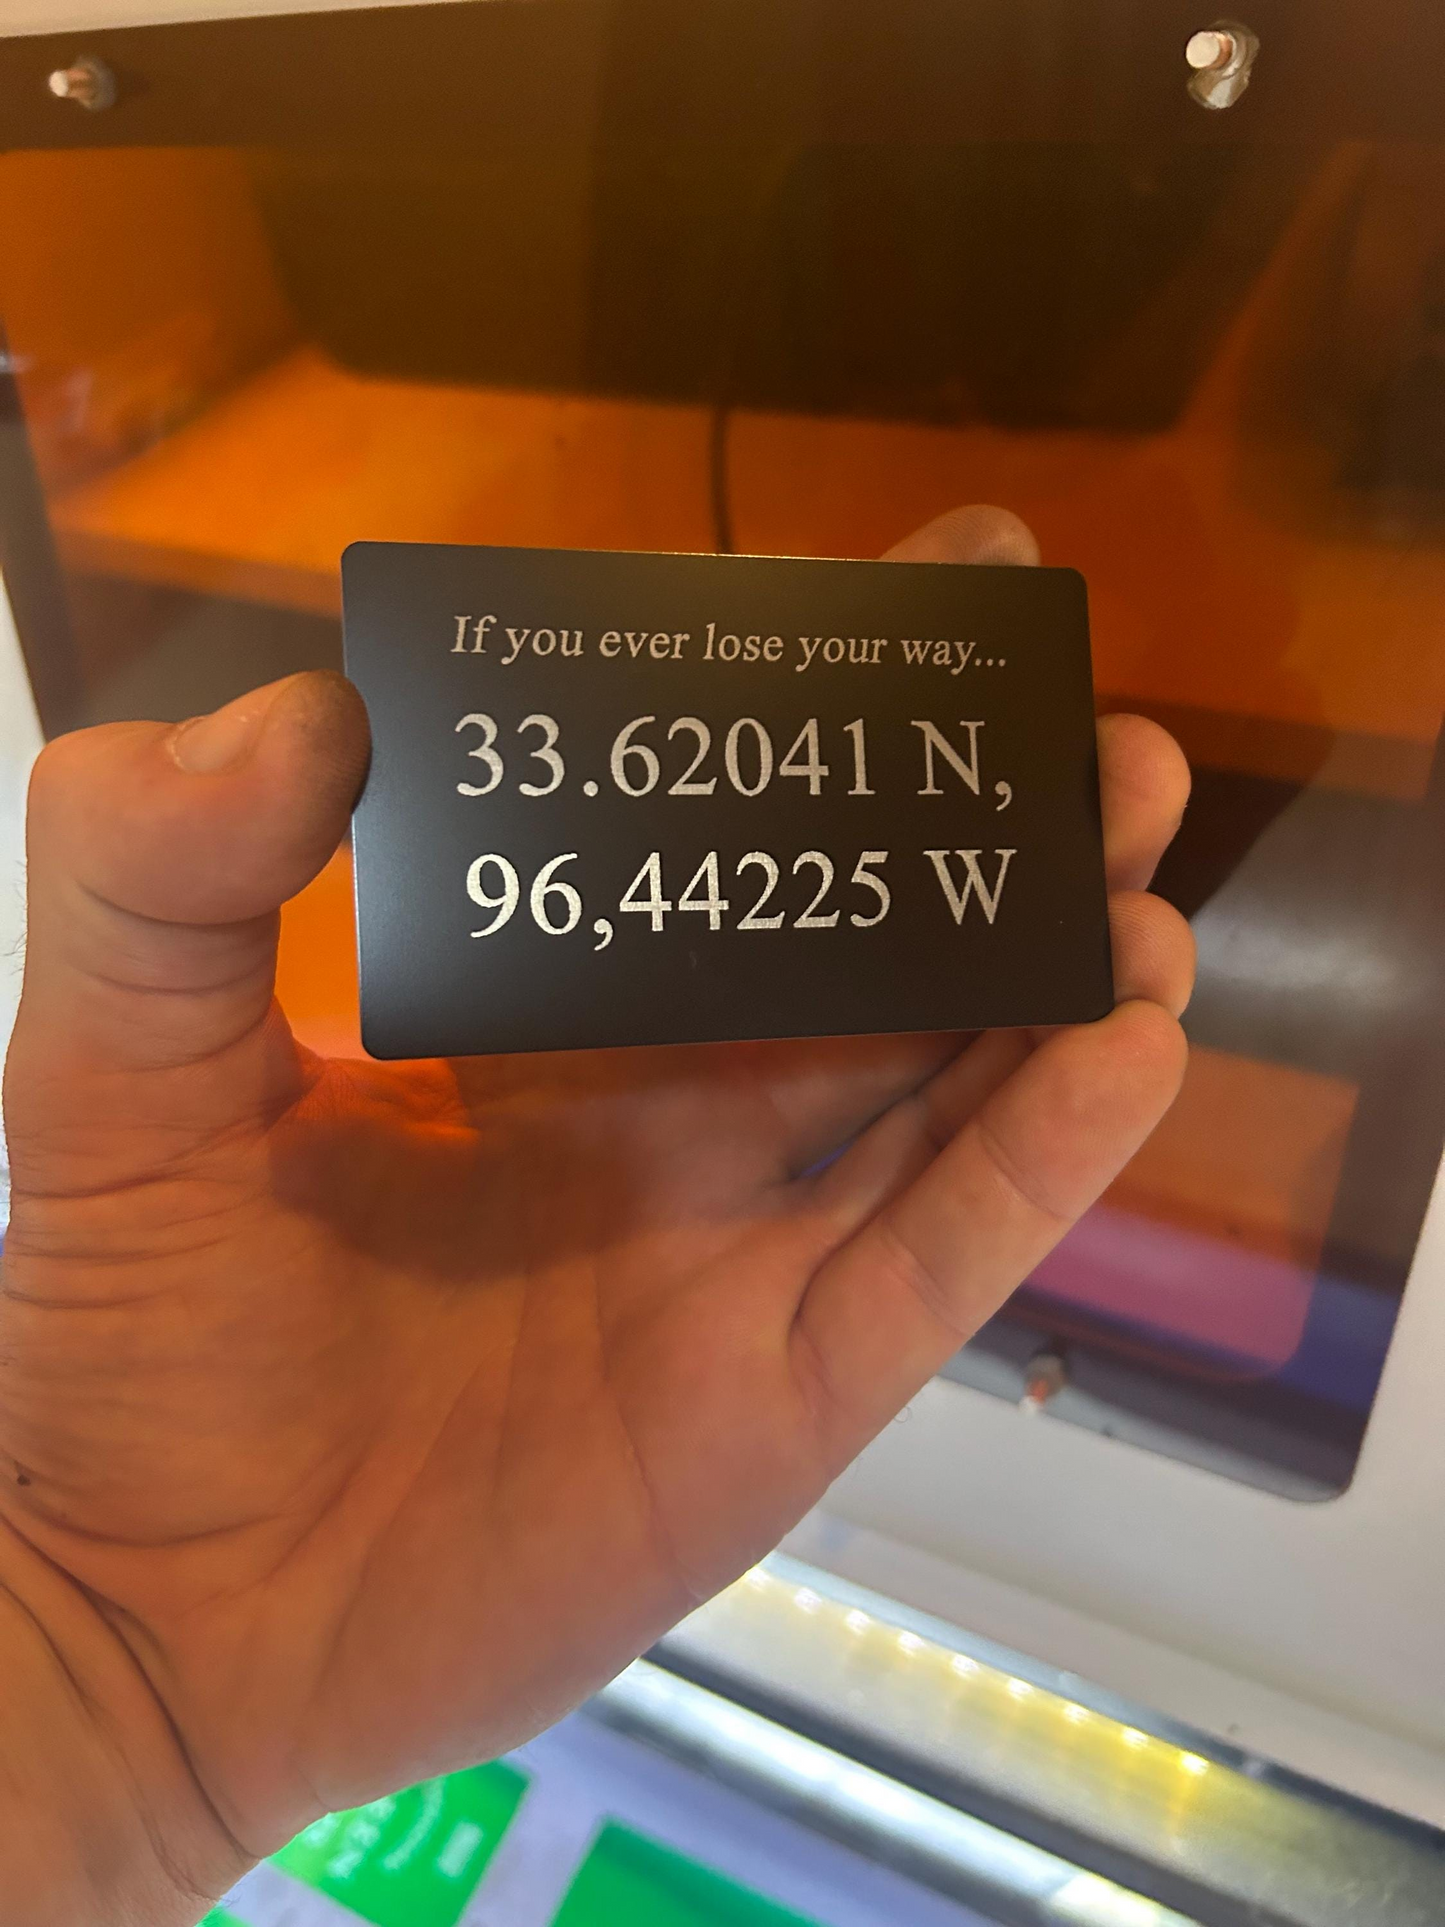 If you ever lose your way...
33.62041 N,
96,44225 W